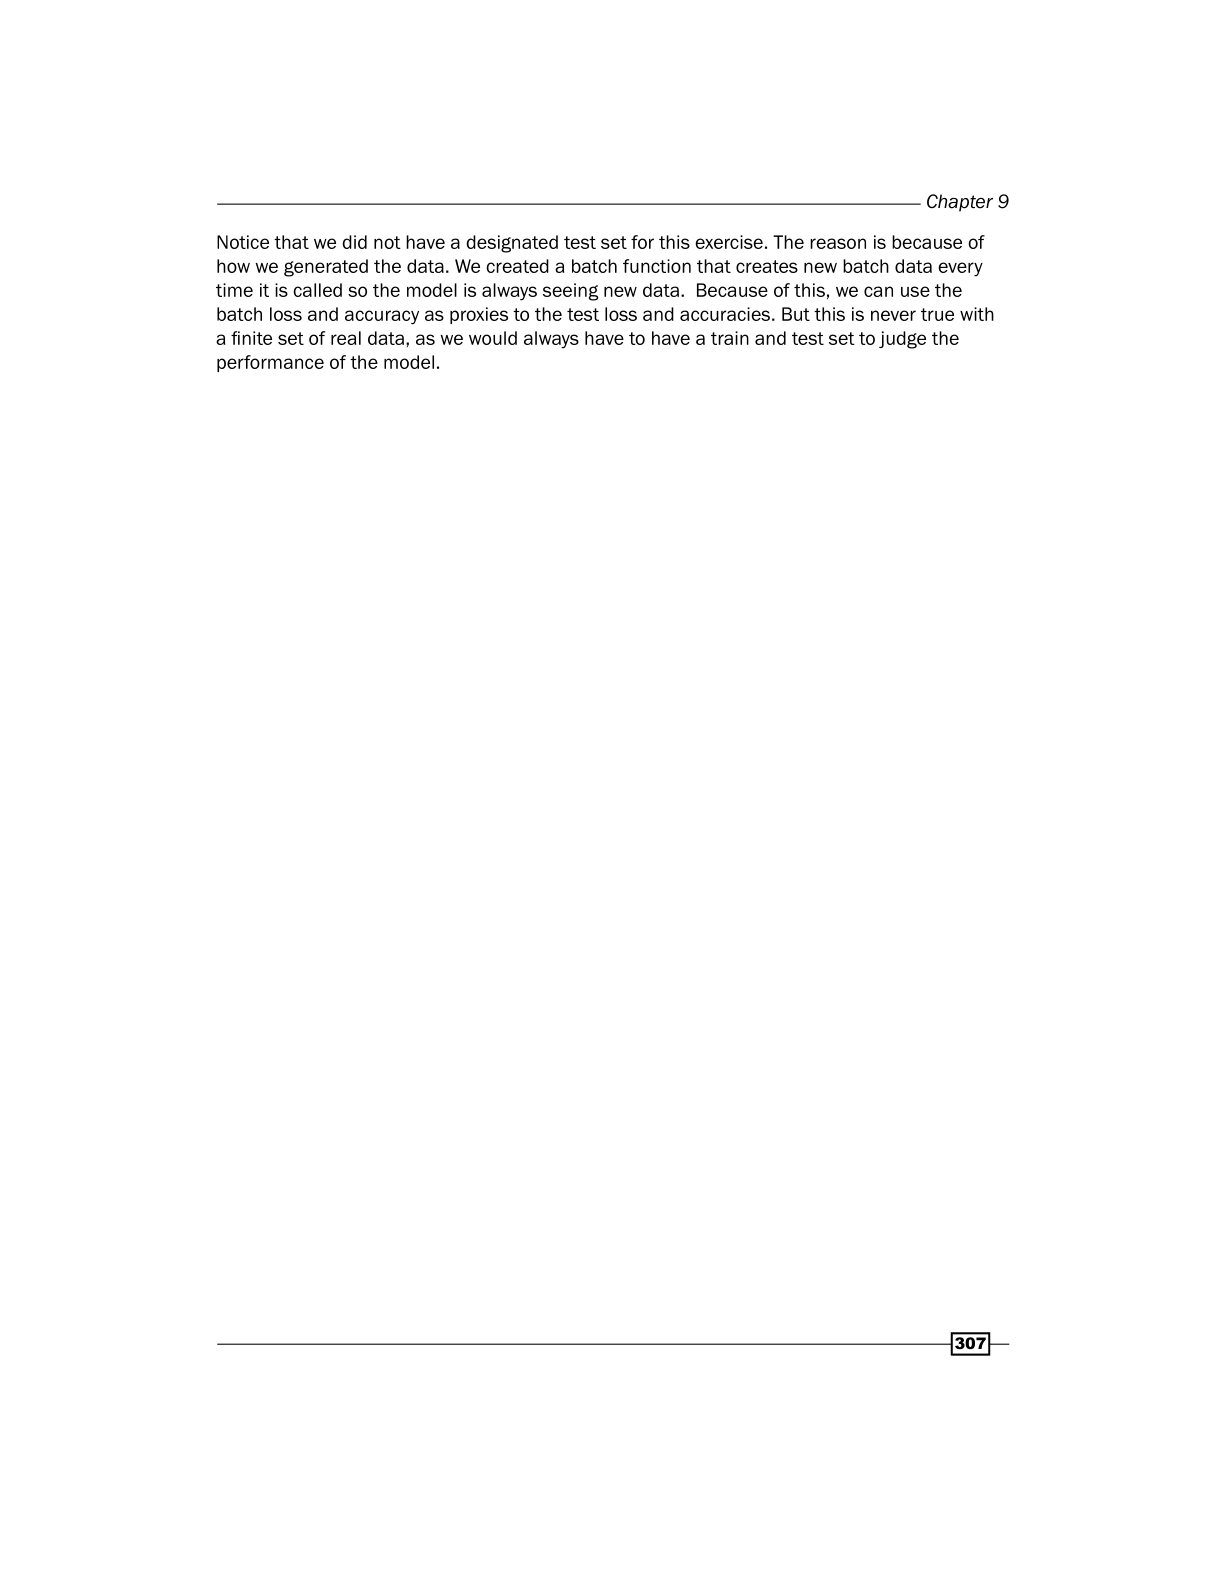 Chapter 9
Notice that we did not have a designated test set for this exercise. The reason is because of
how we generated the data. We created a batch function that creates new batch data every
time it is called so the model is always seeing new data.  Because of this, we can use the
batch loss and accuracy as proxies to the test loss and accuracies. But this is never true with
a finite set of real data, as we would always have to have a train and test set to judge the
performance of the model.
307